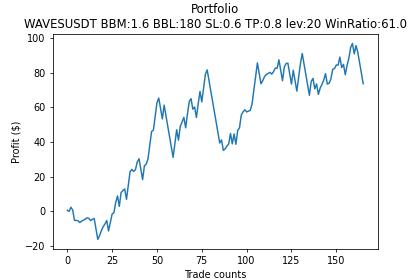 Portfolio
WAVESUSDT BBM:1.6 BBL:180 SL:0.6 TP:0.8 lev:20 WinRatio:61.0
100
80
60
40
20
0
−20
Profit ($)
0 25 50 75 100 125 150
Trade counts